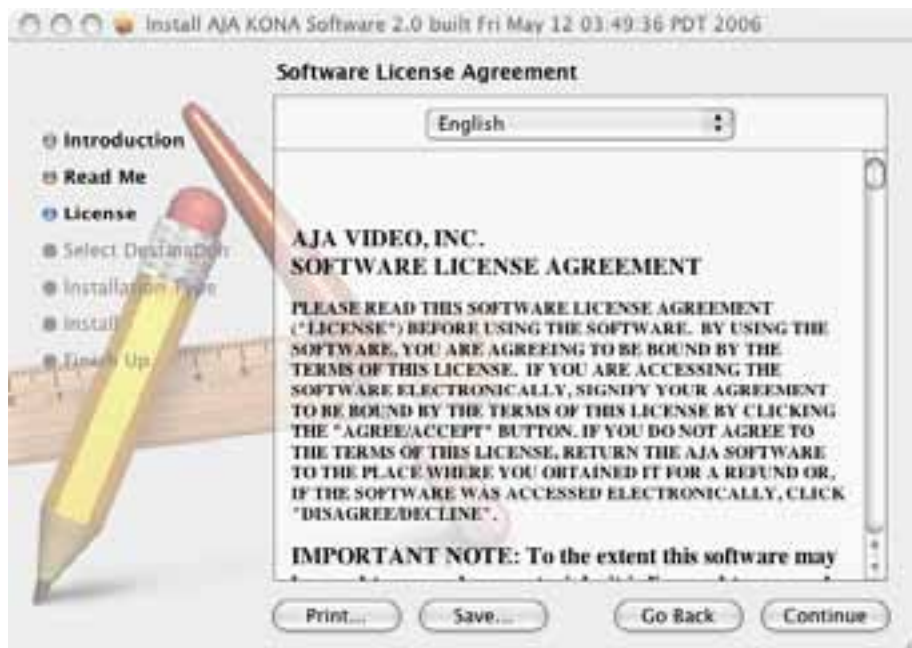 Install AJA KONA Software 2.0 built Fri May 12 03:49:36 PDT 2006
Software License Agreement
English
Introduction
Read Me
License
Select Destination
Installation Type
Install
Finish Up
AJA VIDEO, INC.
SOFTWARE LICENSE AGREEMENT
PLEASE READ THIS SOFTWARE LICENSE AGREEMENT
("LICENSE") BEFORE USING THE SOFTWARE. BY USING THE
SOFTWARE, YOU ARE AGREEING TO BE BOUND BY THE
TERMS OF THIS LICENSE. IF YOU ARE ACCESSING THE
SOFTWARE ELECTRONICALLY, SIGNIFY YOUR AGREEMENT
TO BE BOUND BY THE TERMS OF THIS LICENSE BY CLICKING
THE "AGREE/ACCEPT" BUTTON. IF YOU DO NOT AGREE TO
THE TERMS OF THIS LICENSE, RETURN THE AJA SOFTWARE
TO THE PLACE WHERE YOU OBTAINED IT FOR A REFUND OR,
IF THE SOFTWARE WAS ACCESSED ELECTRONICALLY, CLICK
"DISAGREE/DECLINE".
IMPORTANT NOTE: To the extent this software may
Print...
Save...
Go Back
Continue